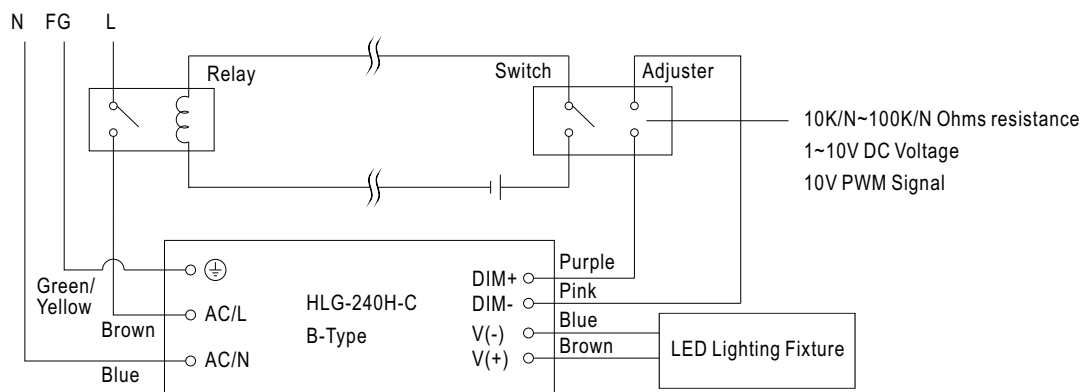 N FG L
Relay
Switch
Adjuster
10K/N~100K/N Ohms resistance
1~10V DC Voltage
10V PWM Signal
Green/
Yellow
Brown
Blue
AC/L
AC/N
HLG-240H-C
B-Type
DIM+
DIM-
V(-)
V(+)
Purple
Pink
Blue
Brown
LED Lighting Fixture